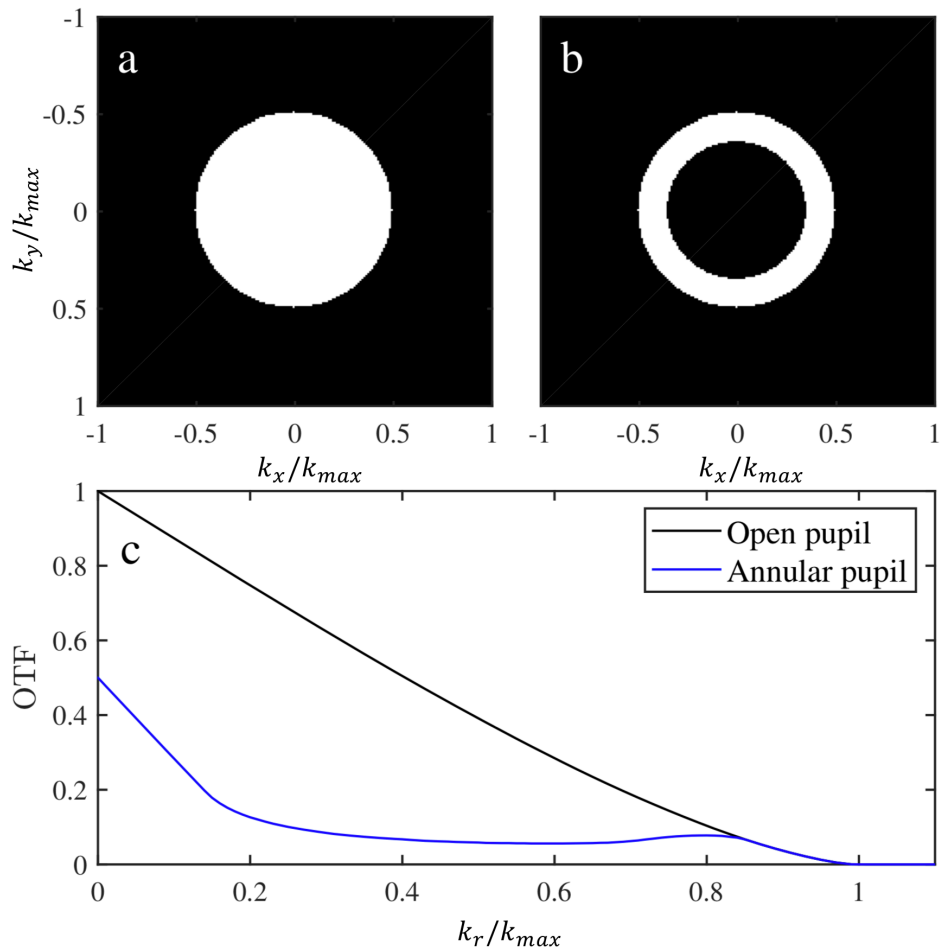 a
b
-1
-0.5
0
0.5
1
k_y/k_max
-1 -0.5 0 0.5 1
-1 -0.5 0 0.5 1
k_x/k_max
k_x/k_max
c
Open pupil
Annular pupil
1
0.8
0.6
0.4
0.2
0
OTF
0 0.2 0.4 0.6 0.8 1
k_r/k_max